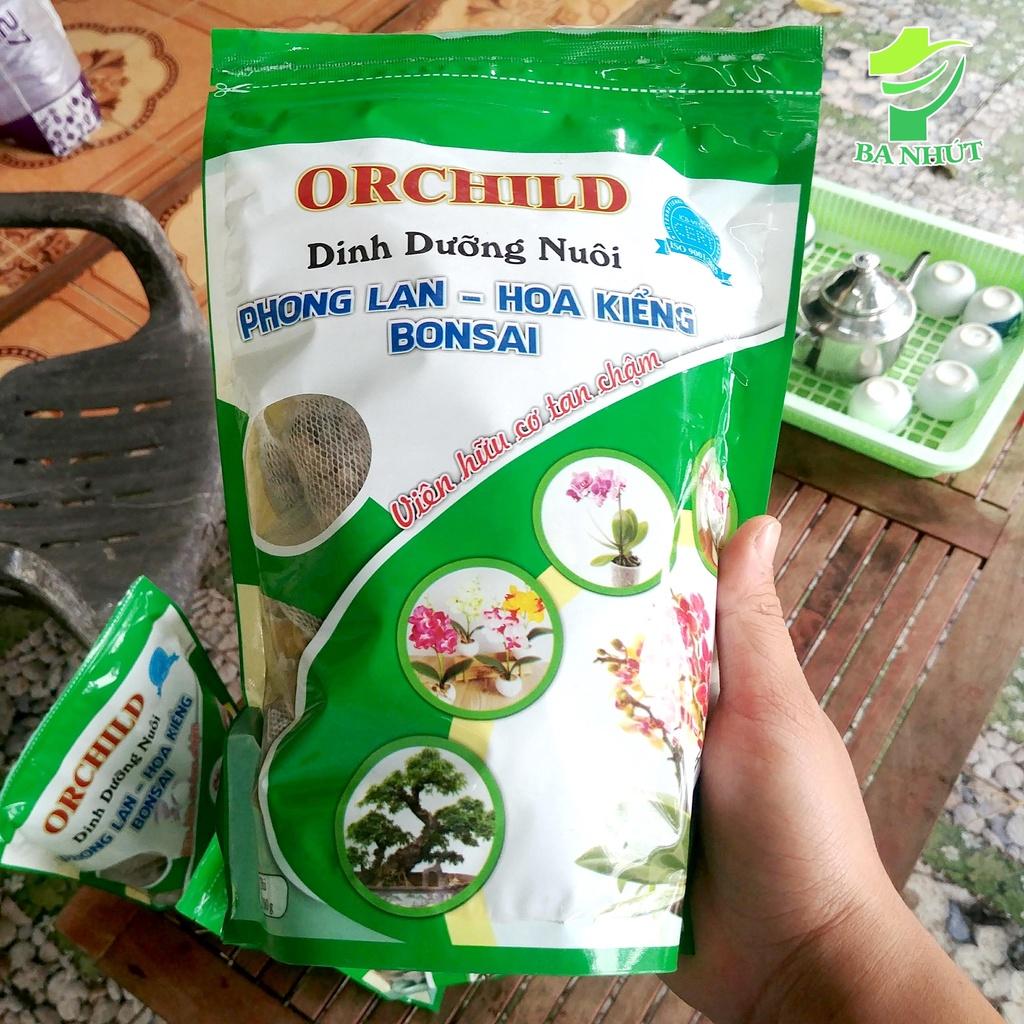 BA NHÚT
ORCHILD
Dinh Dưỡng Nuôi
PHONG LAN - HOA KIỂNG
BONSAI
Viên hữu cơ tan chậm
ORCHILD
Dinh Dưỡng Nuôi
PHONG LAN - HOA KIỂNG
BONSAI